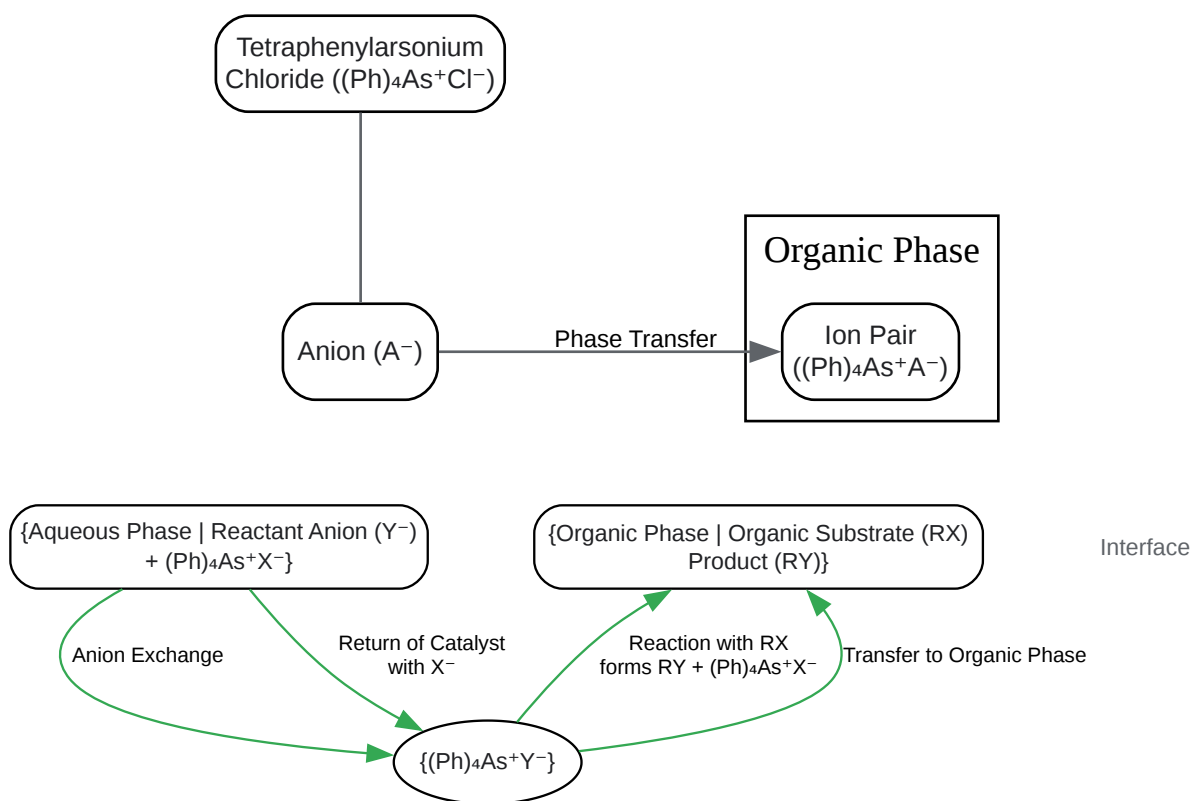 Tetraphenylarsonium
Chloride ((Ph)₄As⁺Cl⁻)
Organic Phase
Anion (A⁻)
Phase Transfer
Ion Pair
((Ph)₄As⁺A⁻)
{Aqueous Phase | Reactant Anion (Y⁻)
+ (Ph)₄As⁺X⁻}
{Organic Phase | Organic Substrate (RX)
Product (RY)}
Interface
Anion Exchange
Return of Catalyst
with X⁻
Reaction with RX
forms RY + (Ph)₄As⁺X⁻
Transfer to Organic Phase
{(Ph)₄As⁺Y⁻}